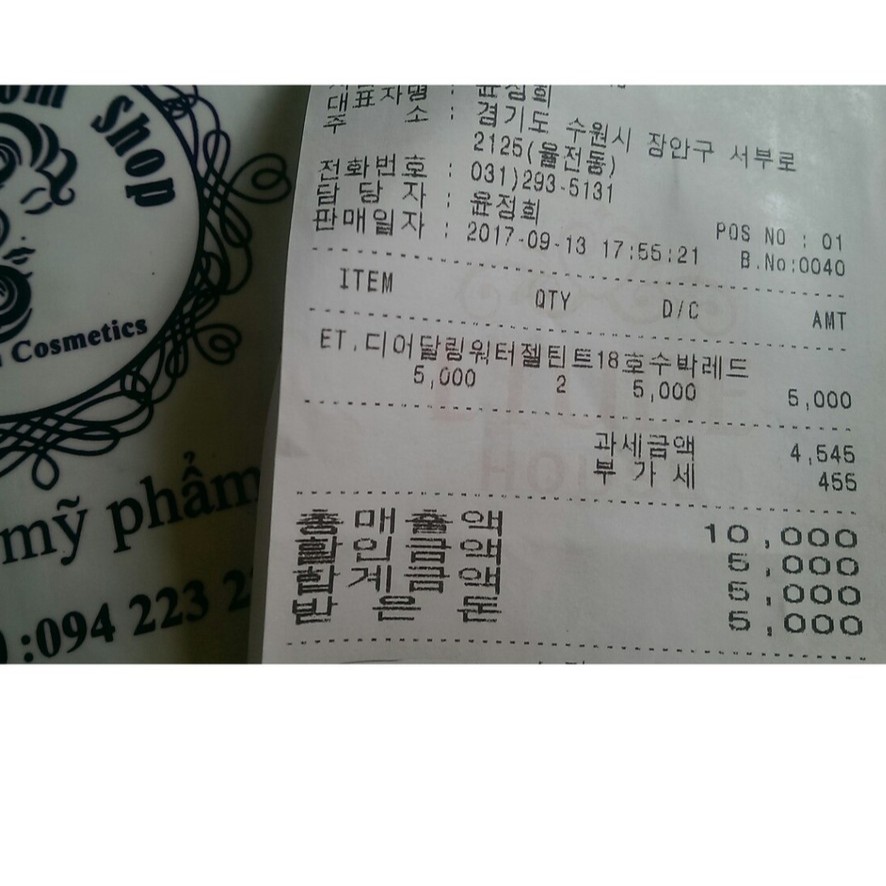 Shop
Cosmetics
mỹ phẩm
:094 223 2
대표자명 : 윤정희
주 소 : 경기도 수원시 장안구 서부로
2125(율전동)
전화번호 : 031)293-5131
담 당 자 : 윤정희
POS NO : 01
판매일자 : 2017-09-13 17:55:21 B.No:0040
ITEM QTY D/C AMT
ET.디어달링워터젤틴트18호수박레드
5,000 2 5,000 5,000
과세금액 4,545
부 가 세 455
총매출액 10,000
할인금액 5,000
합계금액 5,000
받 은 돈 5,000